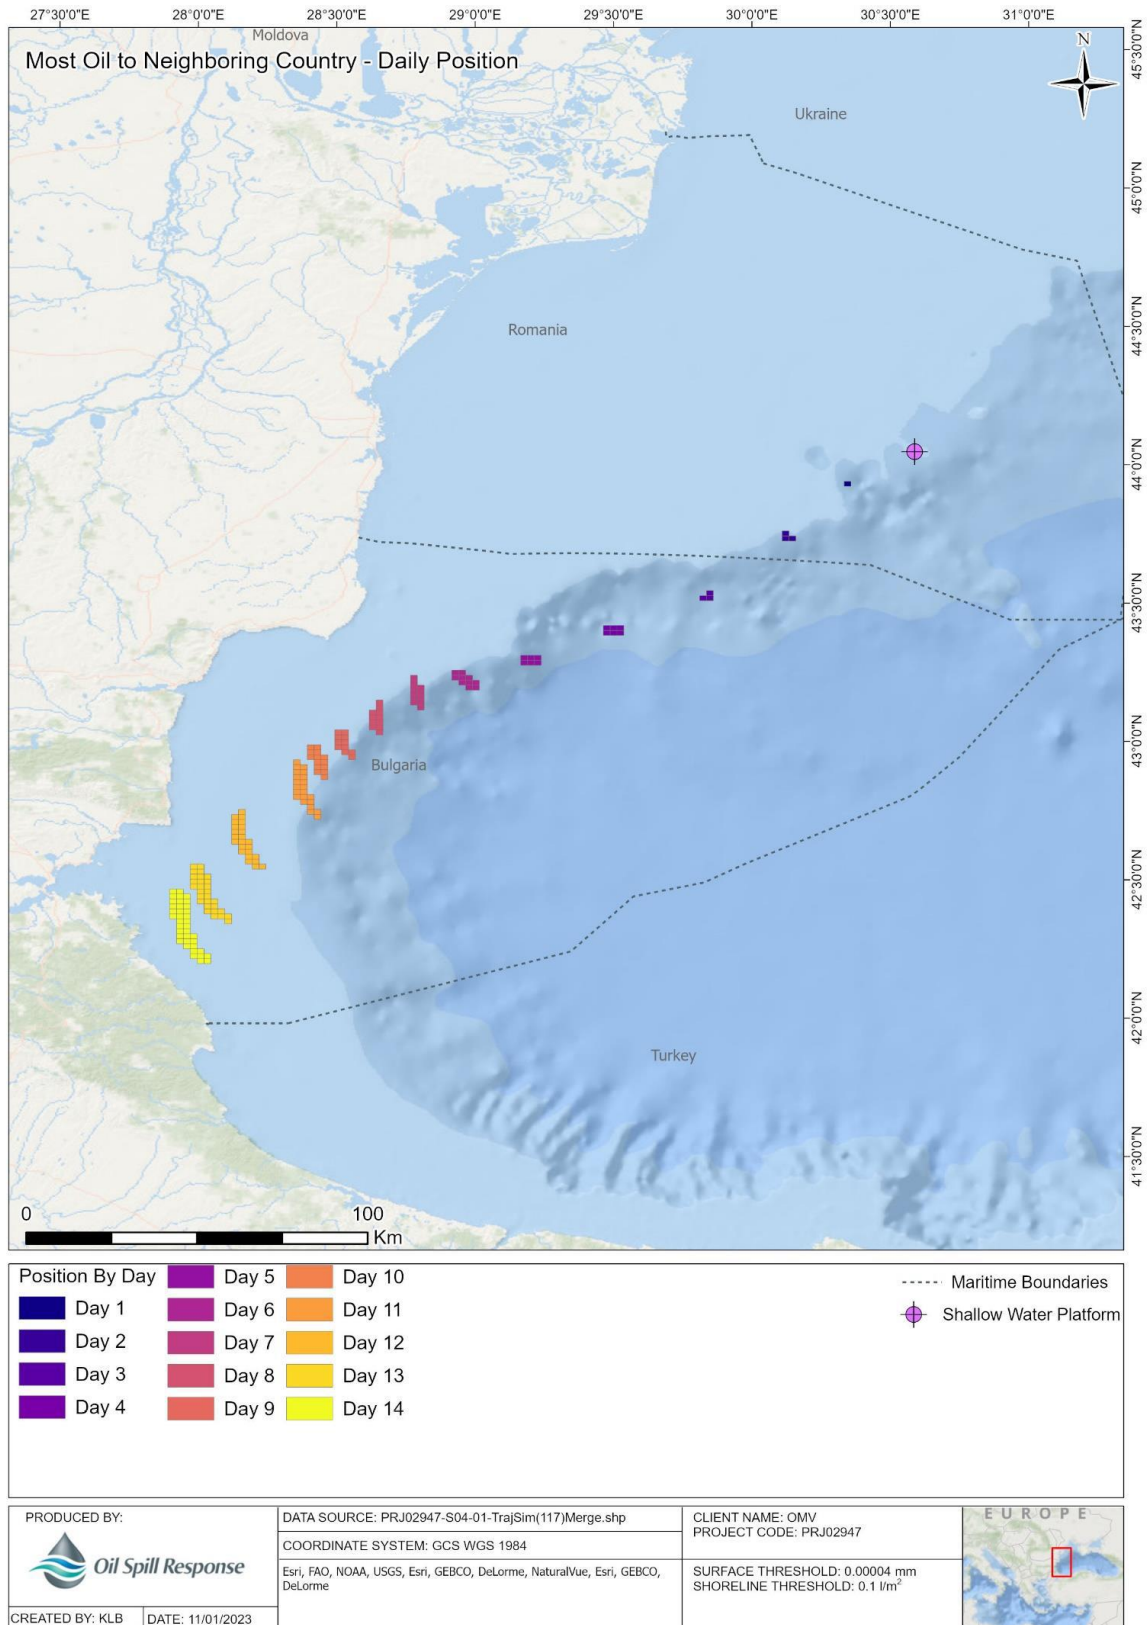 27°30'0"E 28°0'0"E 28°30'0"E 29°0'0"E 29°30'0"E 30°0'0"E 30°30'0"E 31°0'0"E
Moldova
Most Oil to Neighboring Country - Daily Position
N
45°30'0"N
Ukraine
45°0'0"N
Romania
44°30'0"N
44°0'0"N
43°30'0"N
43°0'0"N
Bulgaria
42°30'0"N
42°0'0"N
Turkey
41°30'0"N
0 100
Km
Position By Day
Day 1
Day 2
Day 3
Day 4
Day 5
Day 6
Day 7
Day 8
Day 9
Day 10
Day 11
Day 12
Day 13
Day 14
Maritime Boundaries
Shallow Water Platform
PRODUCED BY:
Oil Spill Response
CREATED BY: KLB
DATE: 11/01/2023
DATA SOURCE: PRJ02947-S04-01-TrajSim(117)Merge.shp
COORDINATE SYSTEM: GCS WGS 1984
Esri, FAO, NOAA, USGS, Esri, GEBCO, DeLorme, NaturalVue, Esri, GEBCO,
DeLorme
CLIENT NAME: OMV
PROJECT CODE: PRJ02947
SURFACE THRESHOLD: 0.00004 mm
SHORELINE THRESHOLD: 0.1 l/m²
EUROPE